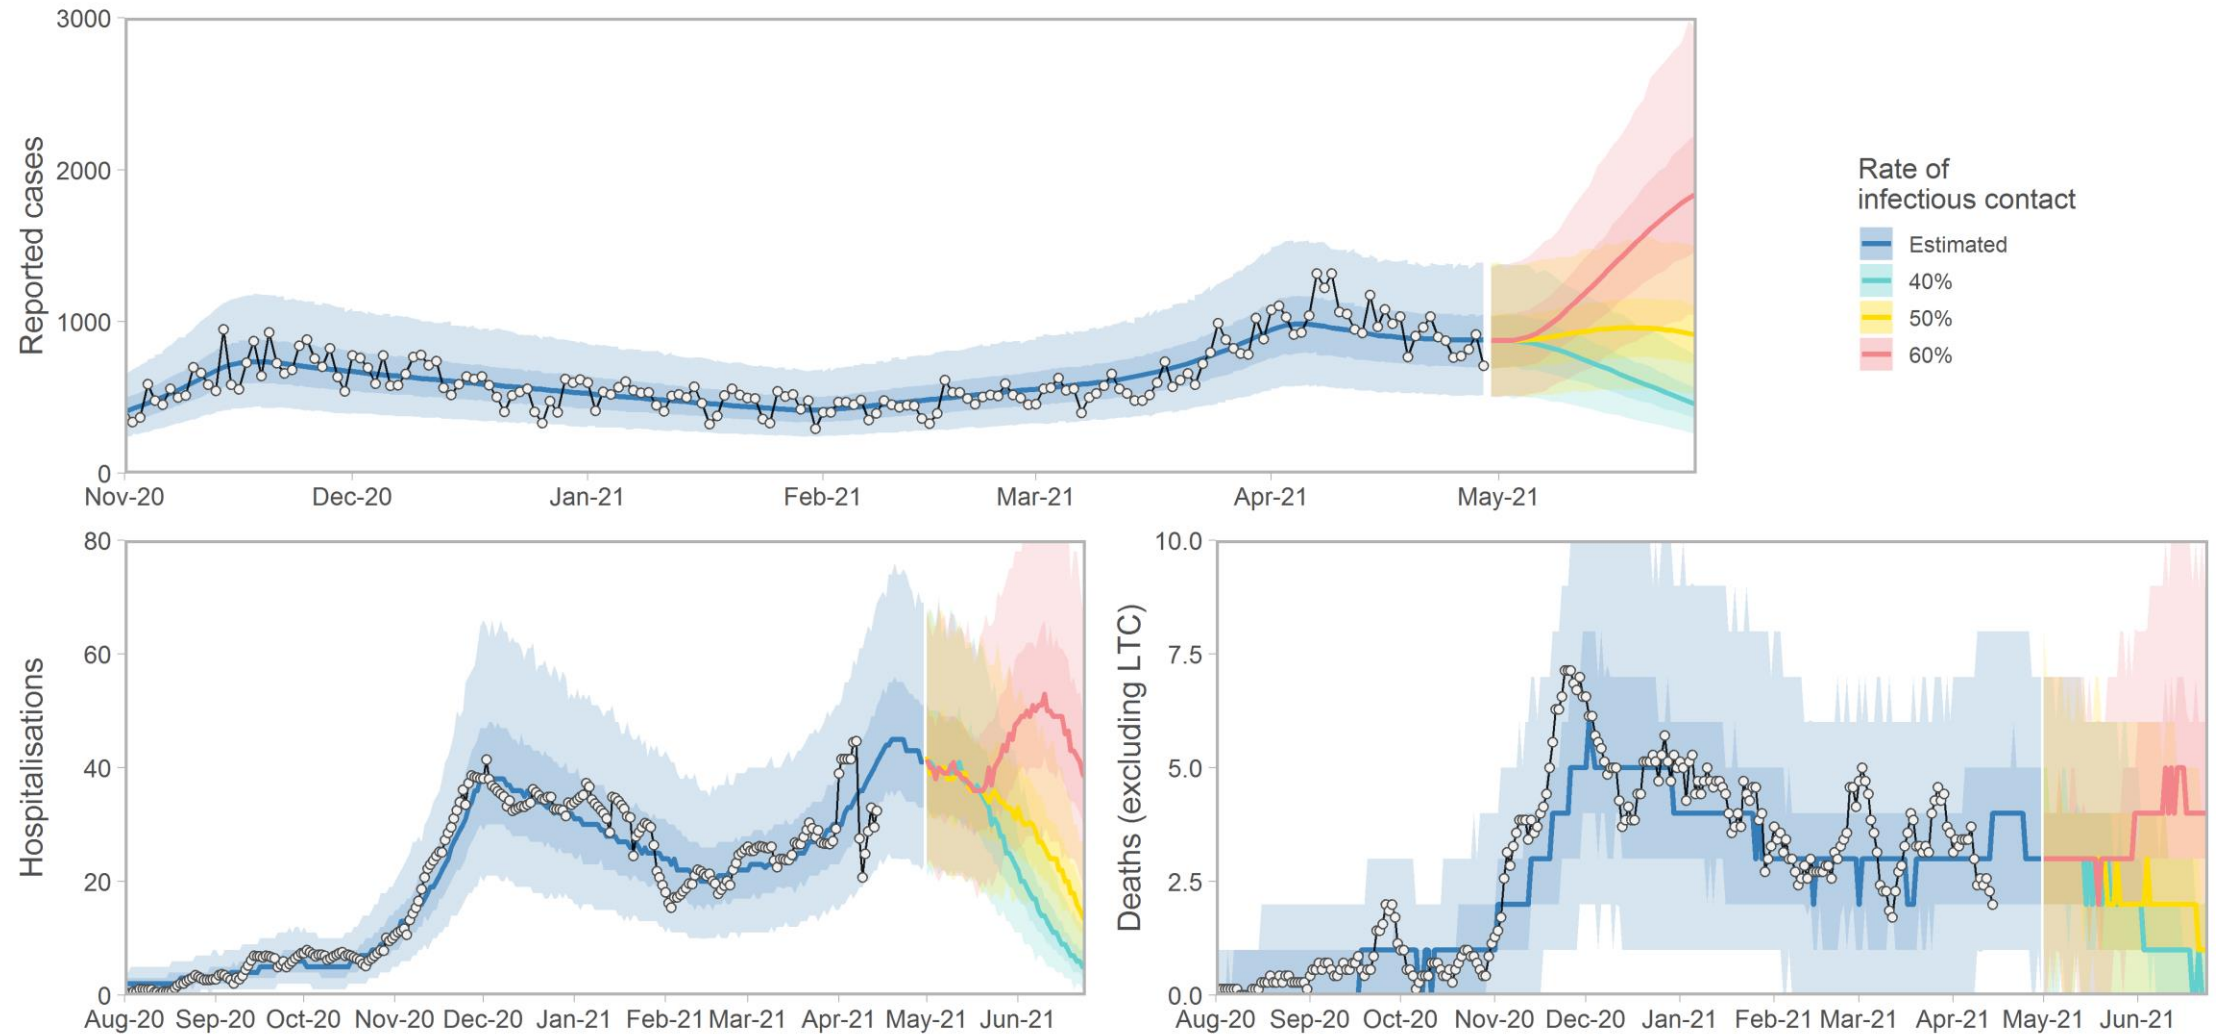 Reported cases
3000
2000
1000
0
Nov-20 Dec-20 Jan-21 Feb-21 Mar-21 Apr-21 May-21
Rate of
infectious contact
Estimated
40%
50%
60%
Hospitalisations
80
60
40
20
0
Aug-20 Sep-20 Oct-20 Nov-20 Dec-20 Jan-21 Feb-21 Mar-21 Apr-21 May-21 Jun-21
Deaths (excluding LTC)
10.0
7.5
5.0
2.5
0.0
Aug-20 Sep-20 Oct-20 Nov-20 Dec-20 Jan-21 Feb-21 Mar-21 Apr-21 May-21 Jun-21